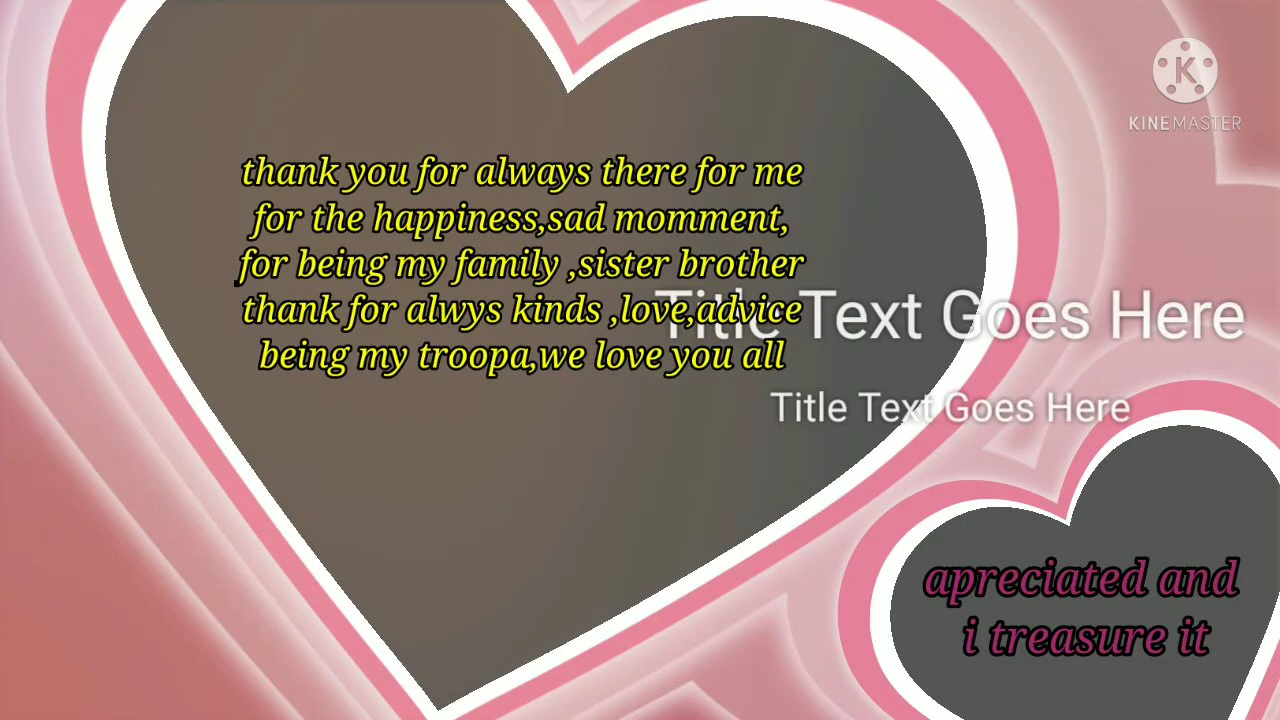 KINEMASTER
thank you for always there for me
for the happiness,sad momment,
for being my family ,sister brother
thank for alwys kinds ,love,advice
being my troopa,we love you all
Title Text Goes Here
Title Text Goes Here
apreciated and
i treasure it